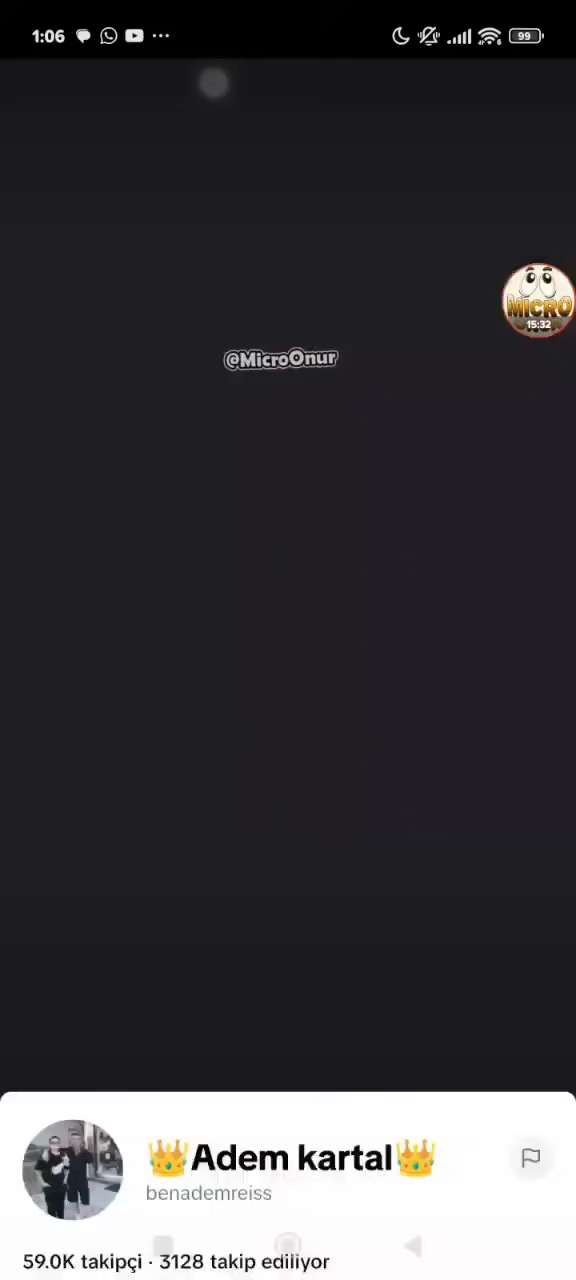 1:06
99
MICRO
15:32
@MicroOnur
👑Adem kartal👑
benademreiss
59.0K takipçi · 3128 takip ediliyor